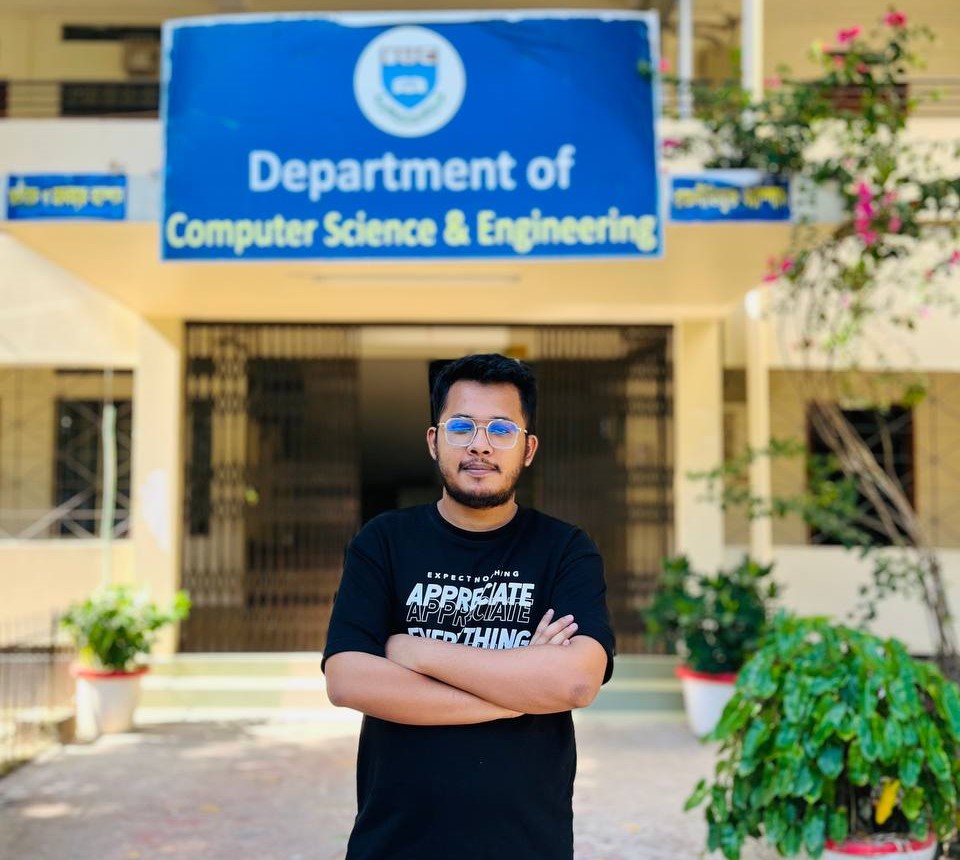 Department of
Computer Science & Engineering
EXPECT NOTHING
APPRECIATE
APPRECIATE
EVERYTHING